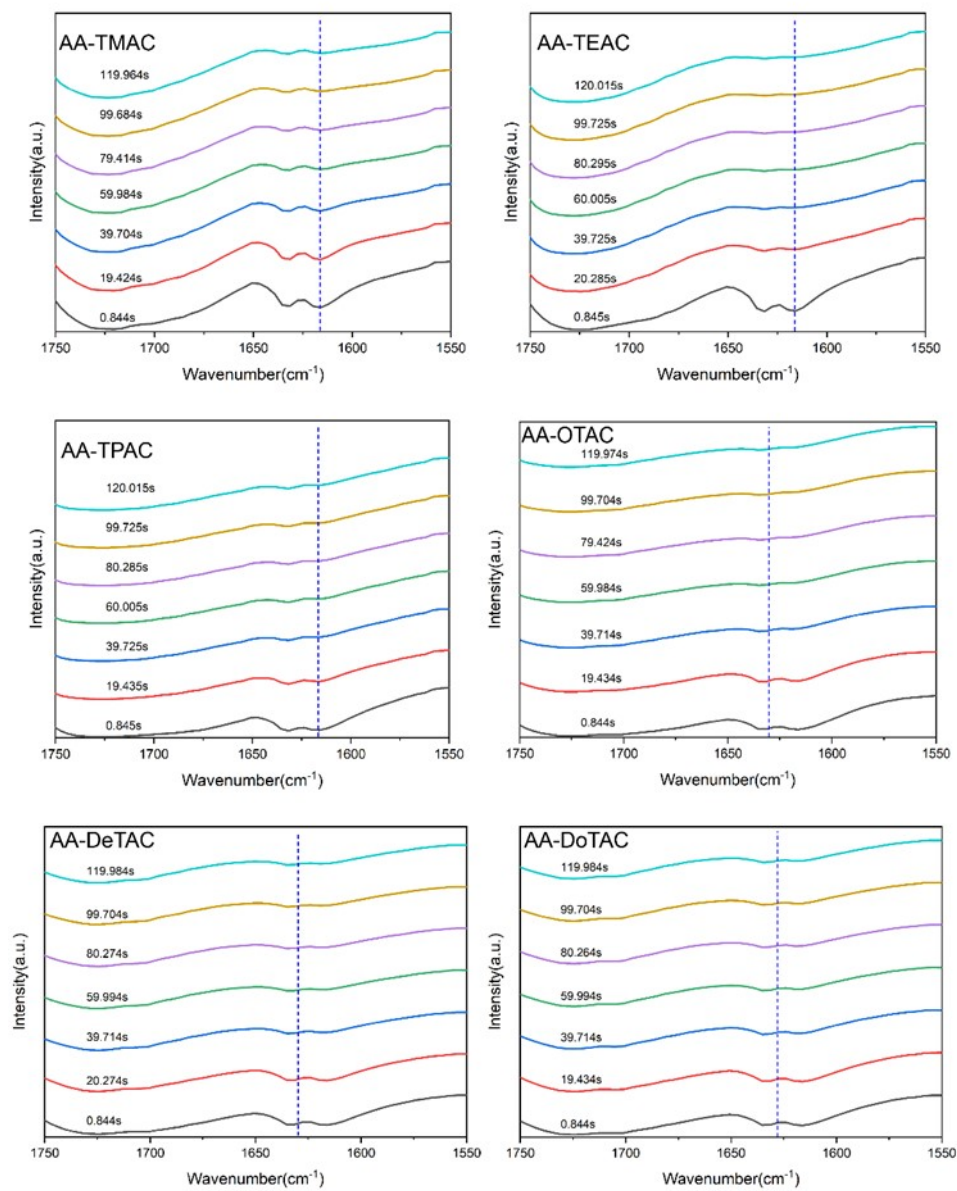 AA-TMAC
119.964s
99.684s
79.414s
59.984s
39.704s
19.424s
0.844s
Intensity(a.u.)
1750 1700 1650 1600 1550
Wavenumber(cm⁻¹)
AA-TEAC
120.015s
99.725s
80.295s
60.005s
39.725s
20.285s
0.845s
Intensity(a.u.)
1750 1700 1650 1600 1550
Wavenumber(cm⁻¹)
AA-TPAC
120.015s
99.725s
80.285s
60.005s
39.725s
19.435s
0.845s
Intensity(a.u.)
1750 1700 1650 1600 1550
Wavenumber(cm⁻¹)
AA-OTAC
119.974s
99.704s
79.424s
59.984s
39.714s
19.434s
0.844s
Intensity(a.u.)
1750 1700 1650 1600 1550
Wavenumber(cm⁻¹)
AA-DeTAC
119.984s
99.704s
80.274s
59.994s
39.714s
20.274s
0.844s
Intensity(a.u.)
1750 1700 1650 1600 1550
Wavenumber(cm⁻¹)
AA-DoTAC
119.984s
99.704s
80.264s
59.994s
39.714s
19.434s
0.844s
Intensity(a.u.)
1750 1700 1650 1600 1550
Wavenumber(cm⁻¹)